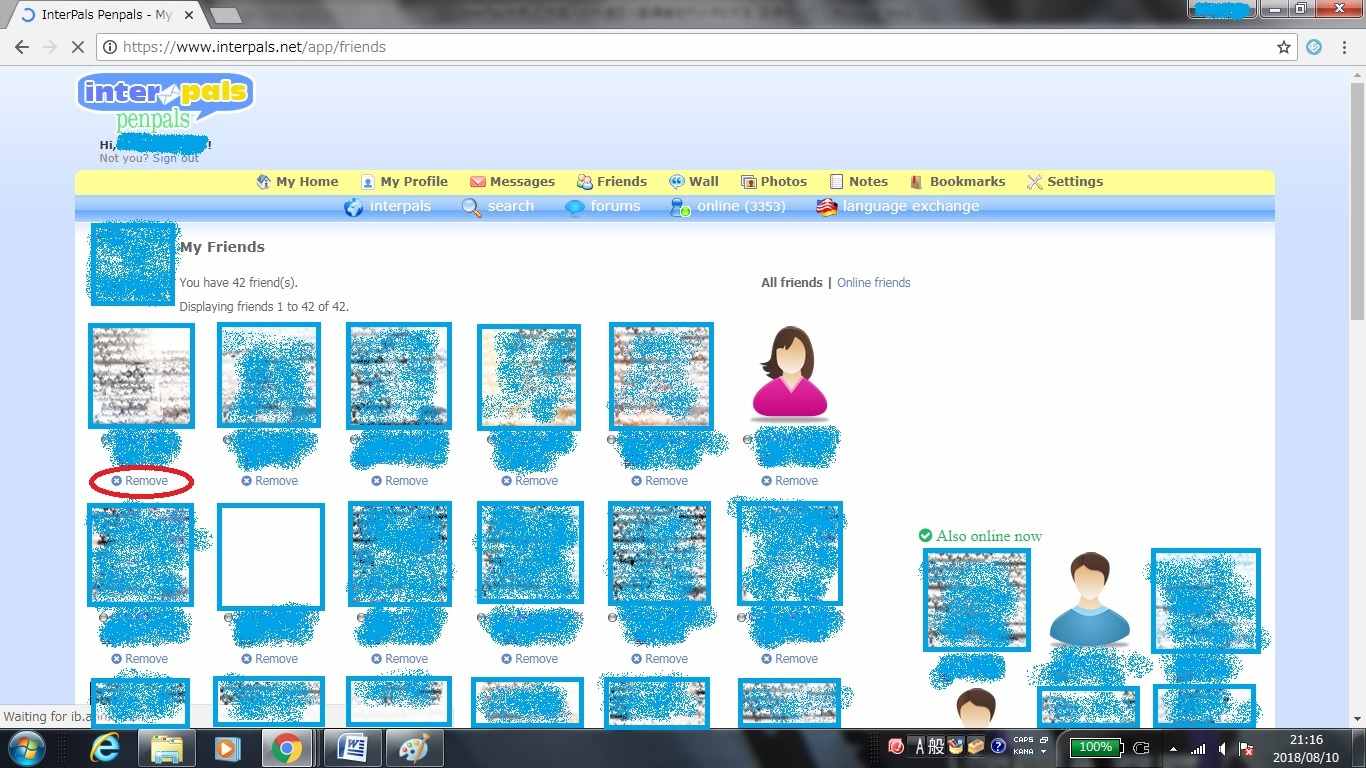 InterPals Penpals - My
https://www.interpals.net/app/friends
inter pals
penpals
Hi, !
Not you? Sign out
My Home My Profile Messages Friends Wall Photos Notes Bookmarks Settings
interpals search forums online (3353) language exchange
My Friends
You have 42 friend(s).
All friends | Online friends
Displaying friends 1 to 42 of 42.
Remove Remove Remove Remove Remove Remove
Also online now
Remove Remove Remove Remove Remove Remove
Waiting for ib.a
A 般 CAPS KANA 100%
21:16
2018/08/10